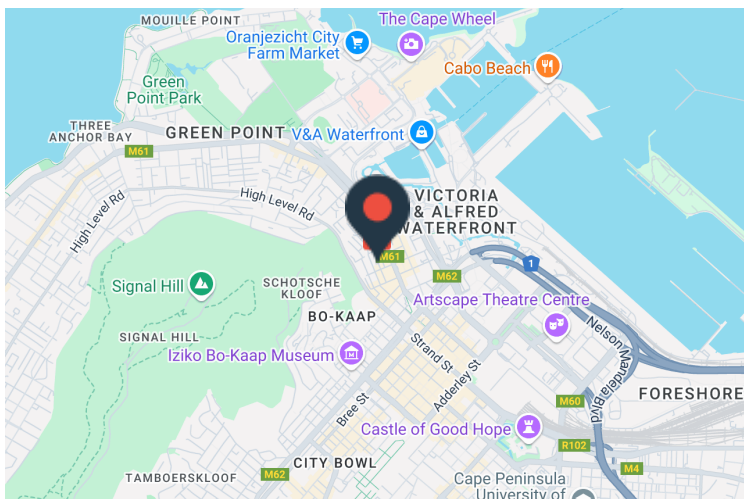 MOUILLE POINT
The Cape Wheel
Oranjezicht City
Farm Market
Cabo Beach
Green
Point Park
THREE
ANCHOR BAY
GREEN POINT
V&A Waterfront
M61
High Level Rd
High Level Rd
VICTORIA
& ALFRED
WATERFRONT
M61
1
M62
Signal Hill
SCHOTSCHE
KLOOF
Artscape Theatre Centre
BO-KAAP
SIGNAL HILL
Iziko Bo-Kaap Museum
Strand St
Nelson Mandela Blvd
Adderley St
FORESHORE
Bree St
M60
Castle of Good Hope
R102
CITY BOWL
M4
TAMBOERSKLOOF
M62
Cape Peninsula
University of